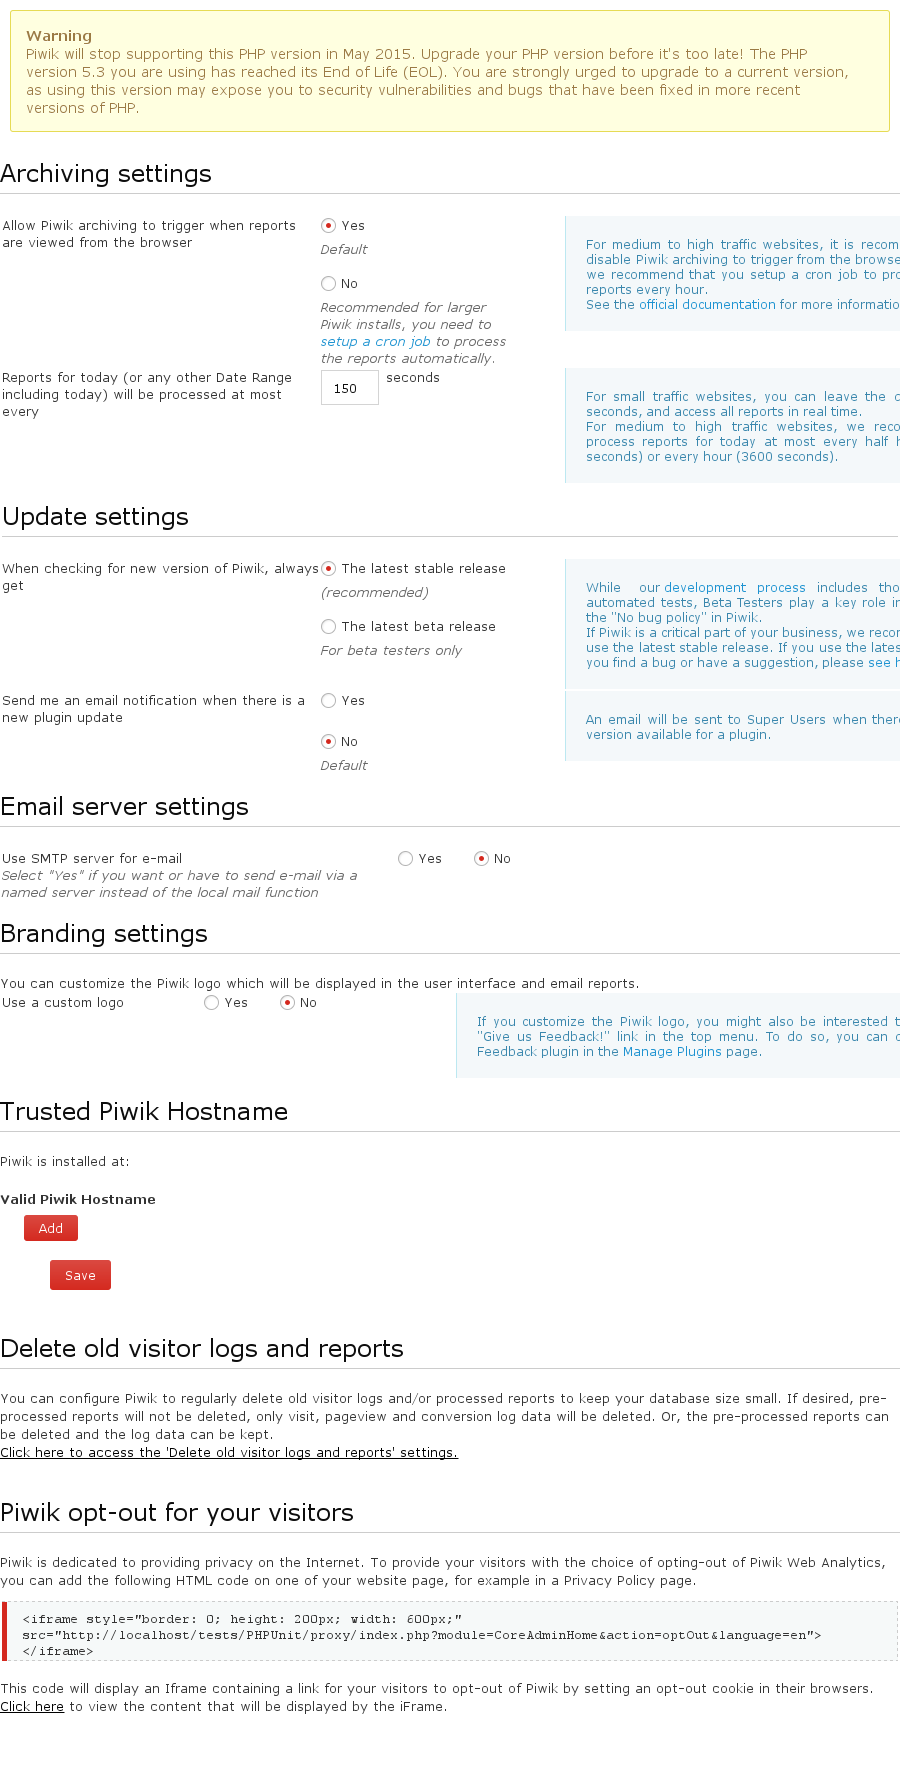 Warning
Piwik will stop supporting this PHP version in May 2015. Upgrade your PHP version before it's too late! The PHP
version 5.3 you are using has reached its End of Life (EOL). You are strongly urged to upgrade to a current version,
as using this version may expose you to security vulnerabilities and bugs that have been fixed in more recent
versions of PHP.
Archiving settings
Allow Piwik archiving to trigger when reports
are viewed from the browser
Yes
Default
No
Recommended for larger
Piwik installs, you need to
setup a cron job to process
the reports automatically.
For medium to high traffic websites, it is
disable Piwik archiving to trigger from the
we recommend that you setup a cron job to
reports every hour.
See the official documentation for more
Reports for today (or any other Date Range
including today) will be processed at most
every
150 seconds
For small traffic websites, you can leave the
seconds, and access all reports in real time.
For medium to high traffic websites, we
process reports for today at most every half
seconds) or every hour (3600 seconds).
Update settings
When checking for new version of Piwik, always
get
The latest stable release
(recommended)
The latest beta release
For beta testers only
While our development process includes
automated tests, Beta Testers play a key role
the "No bug policy" in Piwik.
If Piwik is a critical part of your business, we
use the latest stable release. If you use the
you find a bug or have a suggestion, please see
Send me an email notification when there is a
new plugin update
Yes
No
Default
An email will be sent to Super Users when
version available for a plugin.
Email server settings
Use SMTP server for e-mail
Select "Yes" if you want or have to send e-mail via a
named server instead of the local mail function
Yes No
Branding settings
You can customize the Piwik logo which will be displayed in the user interface and email reports.
Use a custom logo Yes No
If you customize the Piwik logo, you might also be interested
"Give us Feedback!" link in the top menu. To do so, you can
Feedback plugin in the Manage Plugins page.
Trusted Piwik Hostname
Piwik is installed at:
Valid Piwik Hostname
Add
Save
Delete old visitor logs and reports
You can configure Piwik to regularly delete old visitor logs and/or processed reports to keep your database size small. If desired, pre-
processed reports will not be deleted, only visit, pageview and conversion log data will be deleted. Or, the pre-processed reports can
be deleted and the log data can be kept.
Click here to access the 'Delete old visitor logs and reports' settings.
Piwik opt-out for your visitors
Piwik is dedicated to providing privacy on the Internet. To provide your visitors with the choice of opting-out of Piwik Web Analytics,
you can add the following HTML code on one of your website page, for example in a Privacy Policy page.
<iframe style="border: 0; height: 200px; width: 600px;"
src="http://localhost/tests/PHPUnit/proxy/index.php?module=CoreAdminHome&action=optOut&language=en">
</iframe>
This code will display an Iframe containing a link for your visitors to opt-out of Piwik by setting an opt-out cookie in their browsers.
Click here to view the content that will be displayed by the iFrame.